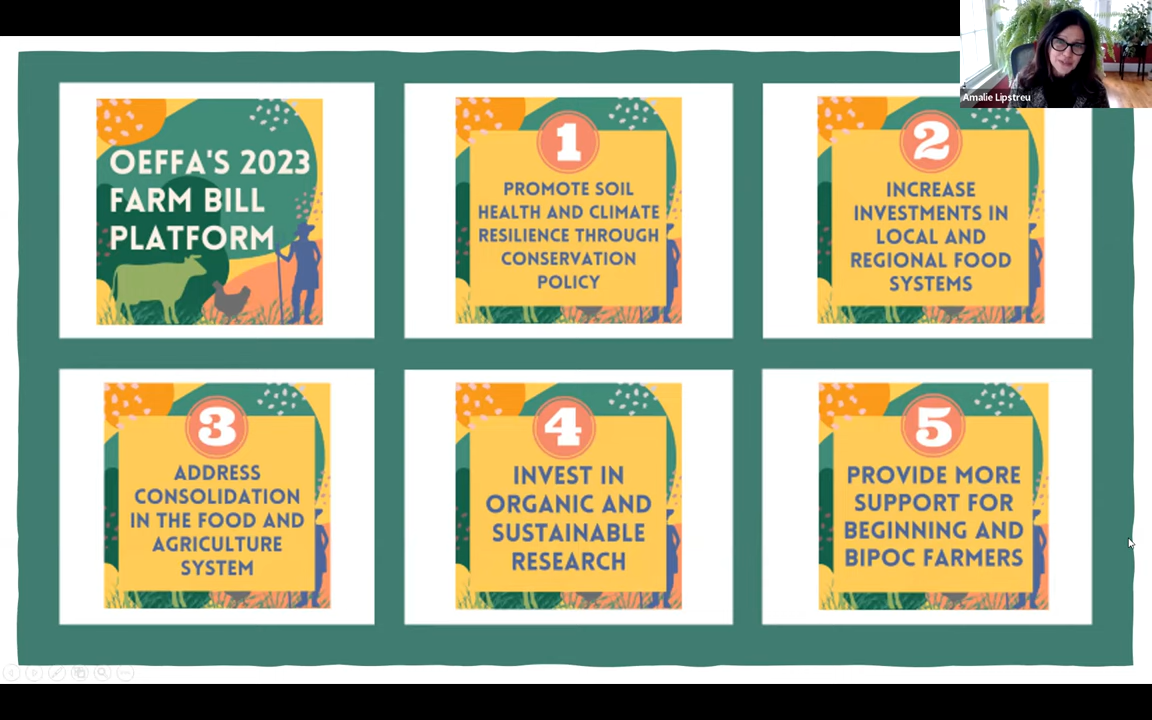 Amalie Lipstreu
OEFFA'S 2023
FARM BILL
PLATFORM
1
PROMOTE SOIL
HEALTH AND CLIMATE
RESILIENCE THROUGH
CONSERVATION
POLICY
2
INCREASE
INVESTMENTS IN
LOCAL AND
REGIONAL FOOD
SYSTEMS
3
ADDRESS
CONSOLIDATION
IN THE FOOD AND
AGRICULTURE
SYSTEM
4
INVEST IN
ORGANIC AND
SUSTAINABLE
RESEARCH
5
PROVIDE MORE
SUPPORT FOR
BEGINNING AND
BIPOC FARMERS